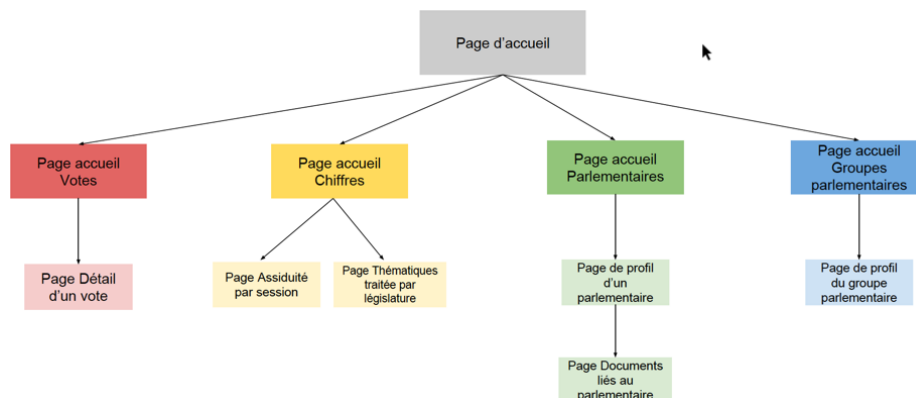 Page d'accueil
Page accueil
Votes
Page accueil
Chiffres
Page accueil
Parlementaires
Page accueil
Groupes
parlementaires
Page Détail
d'un vote
Page Assiduité
par session
Page Thématiques
traitée par
législature
Page de profil
d'un
parlementaire
Page de profil
du groupe
parlementaire
Page Documents
liés au
parlementaire